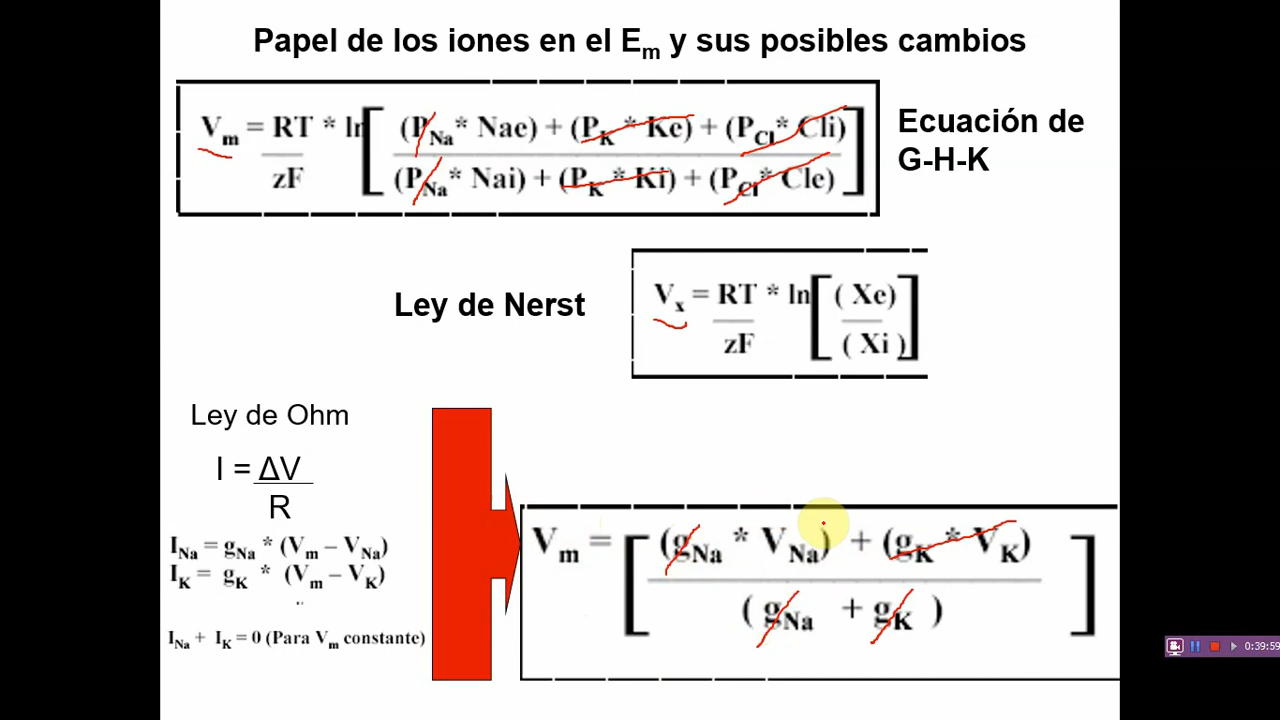 Papel de los iones en el Em y sus posibles cambios
Vm = RT * ln [ (PNa* Nae) + (PK * Ke) + (PCl* Cli)
zF (PNa* Nai) + (PK * Ki) + (PCl* Cle) ]
Ecuación de
G-H-K
Ley de Nerst
Vx = RT * ln [ ( Xe)
zF ( Xi ) ]
Ley de Ohm
I = ΔV
R
INa = gNa * (Vm – VNa)
IK = gK * (Vm – VK)
INa + IK = 0 (Para Vm constante)
Vm = [ (gNa * VNa) + (gK * VK)
( gNa + gK ) ]
0:39:59